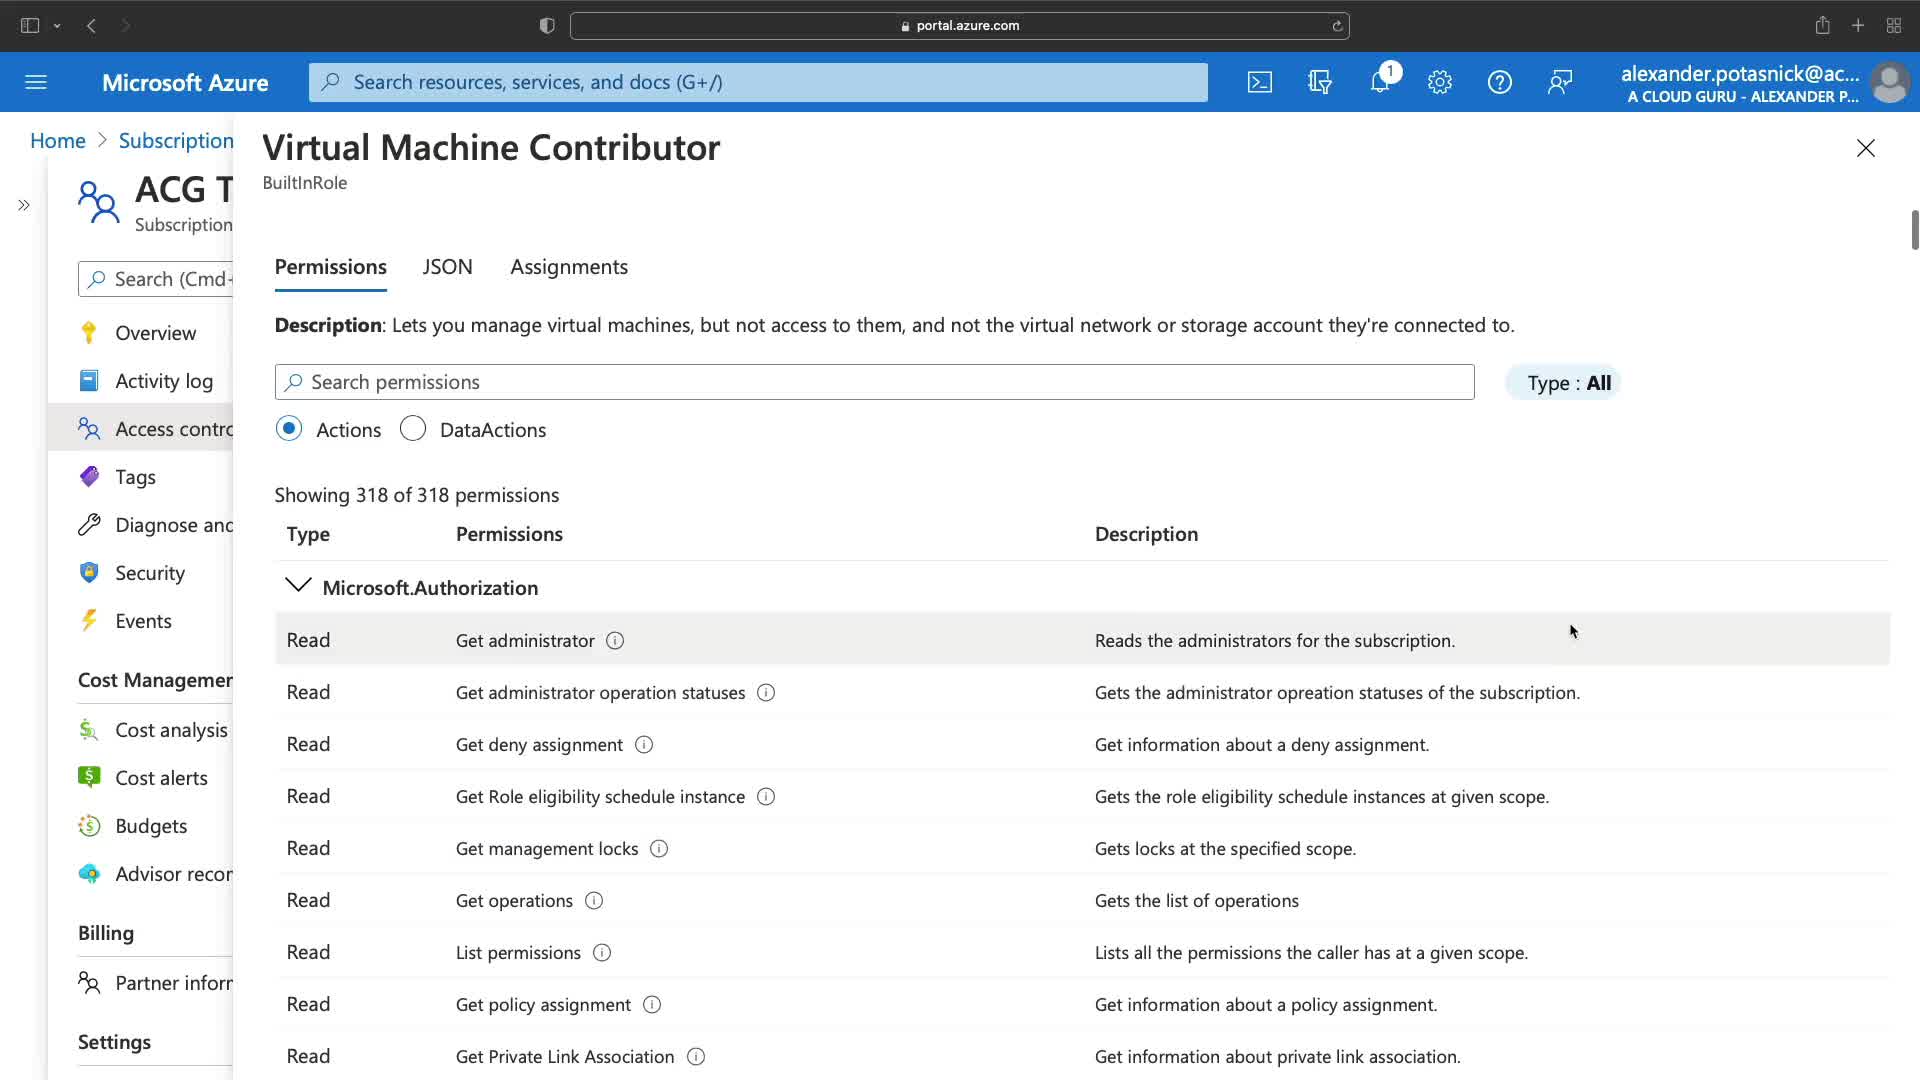 portal.azure.com
Microsoft Azure
Search resources, services, and docs (G+/)
1
alexander.potasnick@ac...
A CLOUD GURU - ALEXANDER P...
Home > Subscription
Virtual Machine Contributor
BuiltInRole
ACG T
Subscription
Search (Cmd+
Overview
Activity log
Access contro
Tags
Diagnose and
Security
Events
Cost Managemen
Cost analysis
Cost alerts
Budgets
Advisor recon
Billing
Partner inforn
Settings
Permissions JSON Assignments
Description: Lets you manage virtual machines, but not access to them, and not the virtual network or storage account they're connected to.
Search permissions
Type : All
Actions DataActions
Showing 318 of 318 permissions
Type Permissions Description
Microsoft.Authorization
Read Get administrator Reads the administrators for the subscription.
Read Get administrator operation statuses Gets the administrator opreation statuses of the subscription.
Read Get deny assignment Get information about a deny assignment.
Read Get Role eligibility schedule instance Gets the role eligibility schedule instances at given scope.
Read Get management locks Gets locks at the specified scope.
Read Get operations Gets the list of operations
Read List permissions Lists all the permissions the caller has at a given scope.
Read Get policy assignment Get information about a policy assignment.
Read Get Private Link Association Get information about private link association.